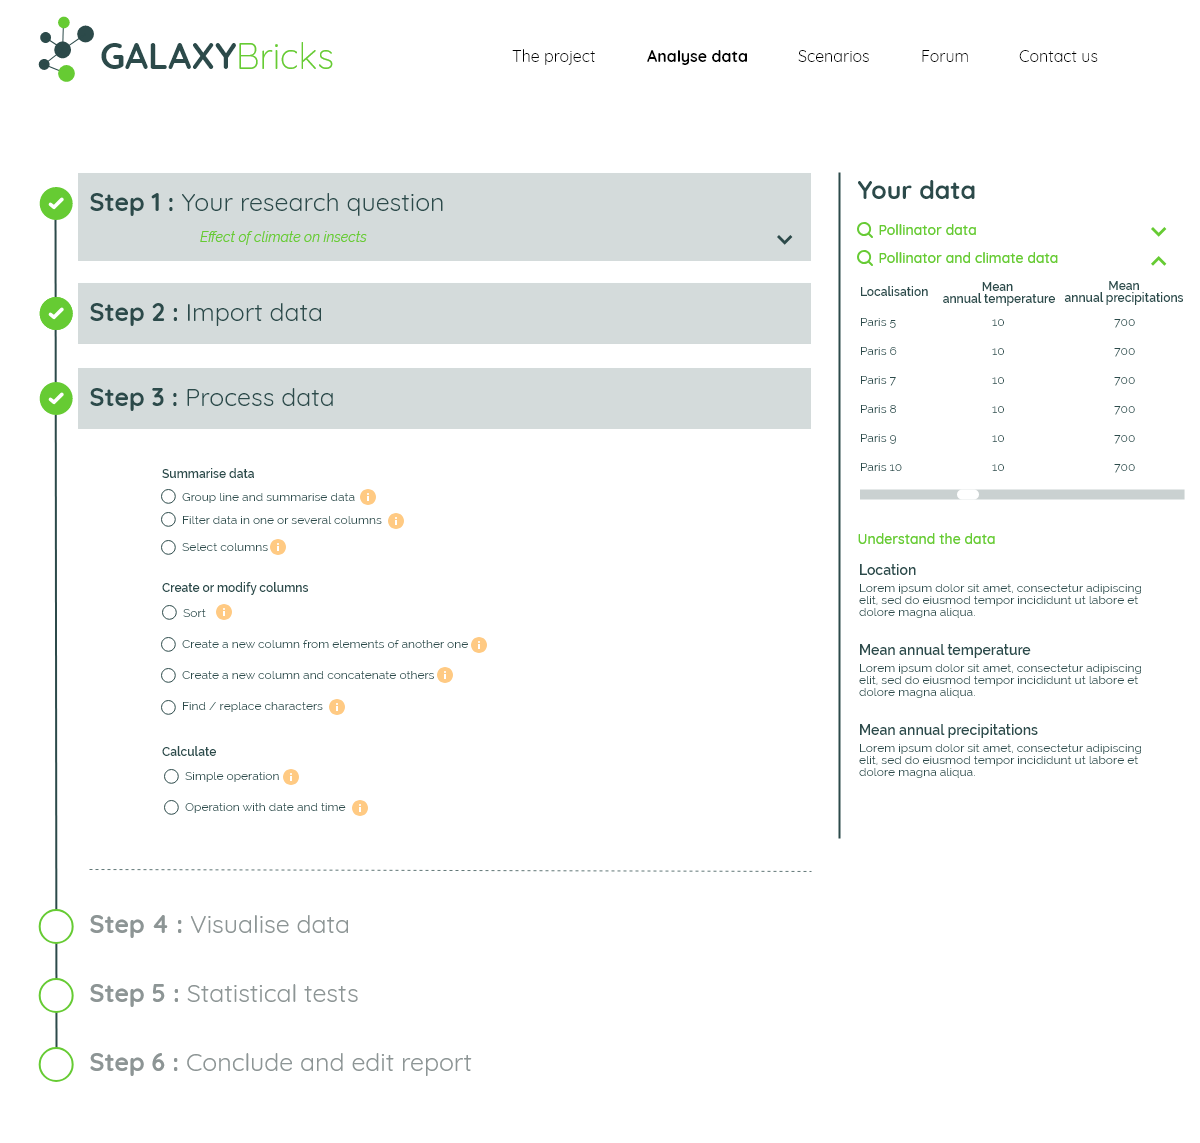 GALAXYBricks
The project
Analyse data
Scenarios
Forum
Contact us
Step 1 : Your research question
Effect of climate on insects
Step 2 : Import data
Step 3 : Process data
Summarise data
Group line and summarise data i
Filter data in one or several columns i
Select columns i
Create or modify columns
Sort i
Create a new column from elements of another one i
Create a new column and concatenate others i
Find / replace characters i
Calculate
Simple operation i
Operation with date and time i
Step 4 : Visualise data
Step 5 : Statistical tests
Step 6 : Conclude and edit report
Your data
Pollinator data
Pollinator and climate data
Localisation
Mean
annual temperature
Mean
annual precipitations
Paris 5 10 700
Paris 6 10 700
Paris 7 10 700
Paris 8 10 700
Paris 9 10 700
Paris 10 10 700
Understand the data
Location
Lorem ipsum dolor sit amet, consectetur adipiscing
elit, sed do eiusmod tempor incididunt ut labore et
dolore magna aliqua.
Mean annual temperature
Lorem ipsum dolor sit amet, consectetur adipiscing
elit, sed do eiusmod tempor incididunt ut labore et
dolore magna aliqua.
Mean annual precipitations
Lorem ipsum dolor sit amet, consectetur adipiscing
elit, sed do eiusmod tempor incididunt ut labore et
dolore magna aliqua.